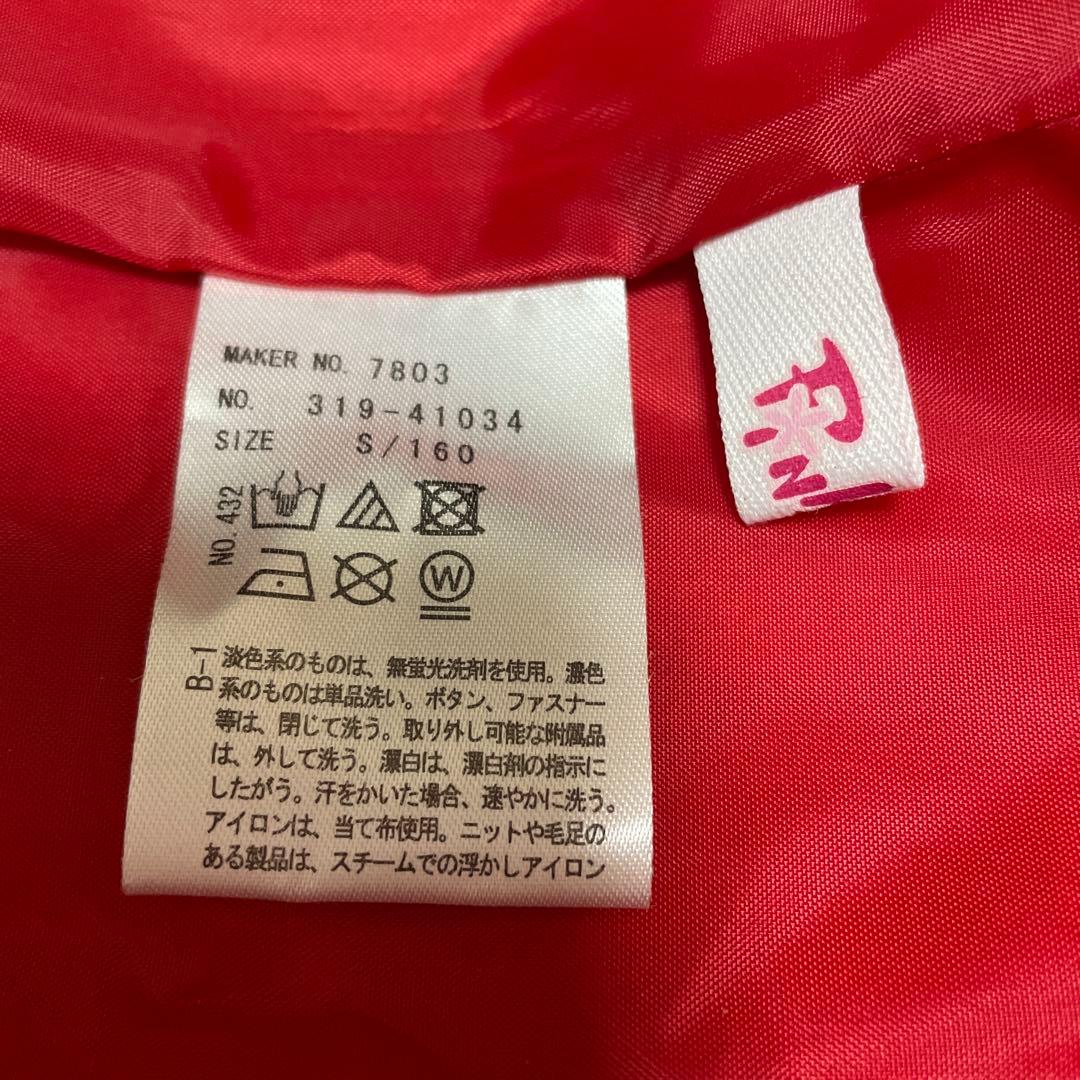 MAKER NO. 7803
NO. 319-41034
SIZE S/160
NO. 432
W
B-1
淡色系のものは、無蛍光洗剤を使用。濃色
系のものは単品洗い。ボタン、ファスナー
等は、閉じて洗う。取り外し可能な附属品
は、外して洗う。漂白は、漂白剤の指示に
したがう。汗をかいた場合、速やかに洗う。
アイロンは、当て布使用。ニットや毛足の
ある製品は、スチームでの浮かしアイロン